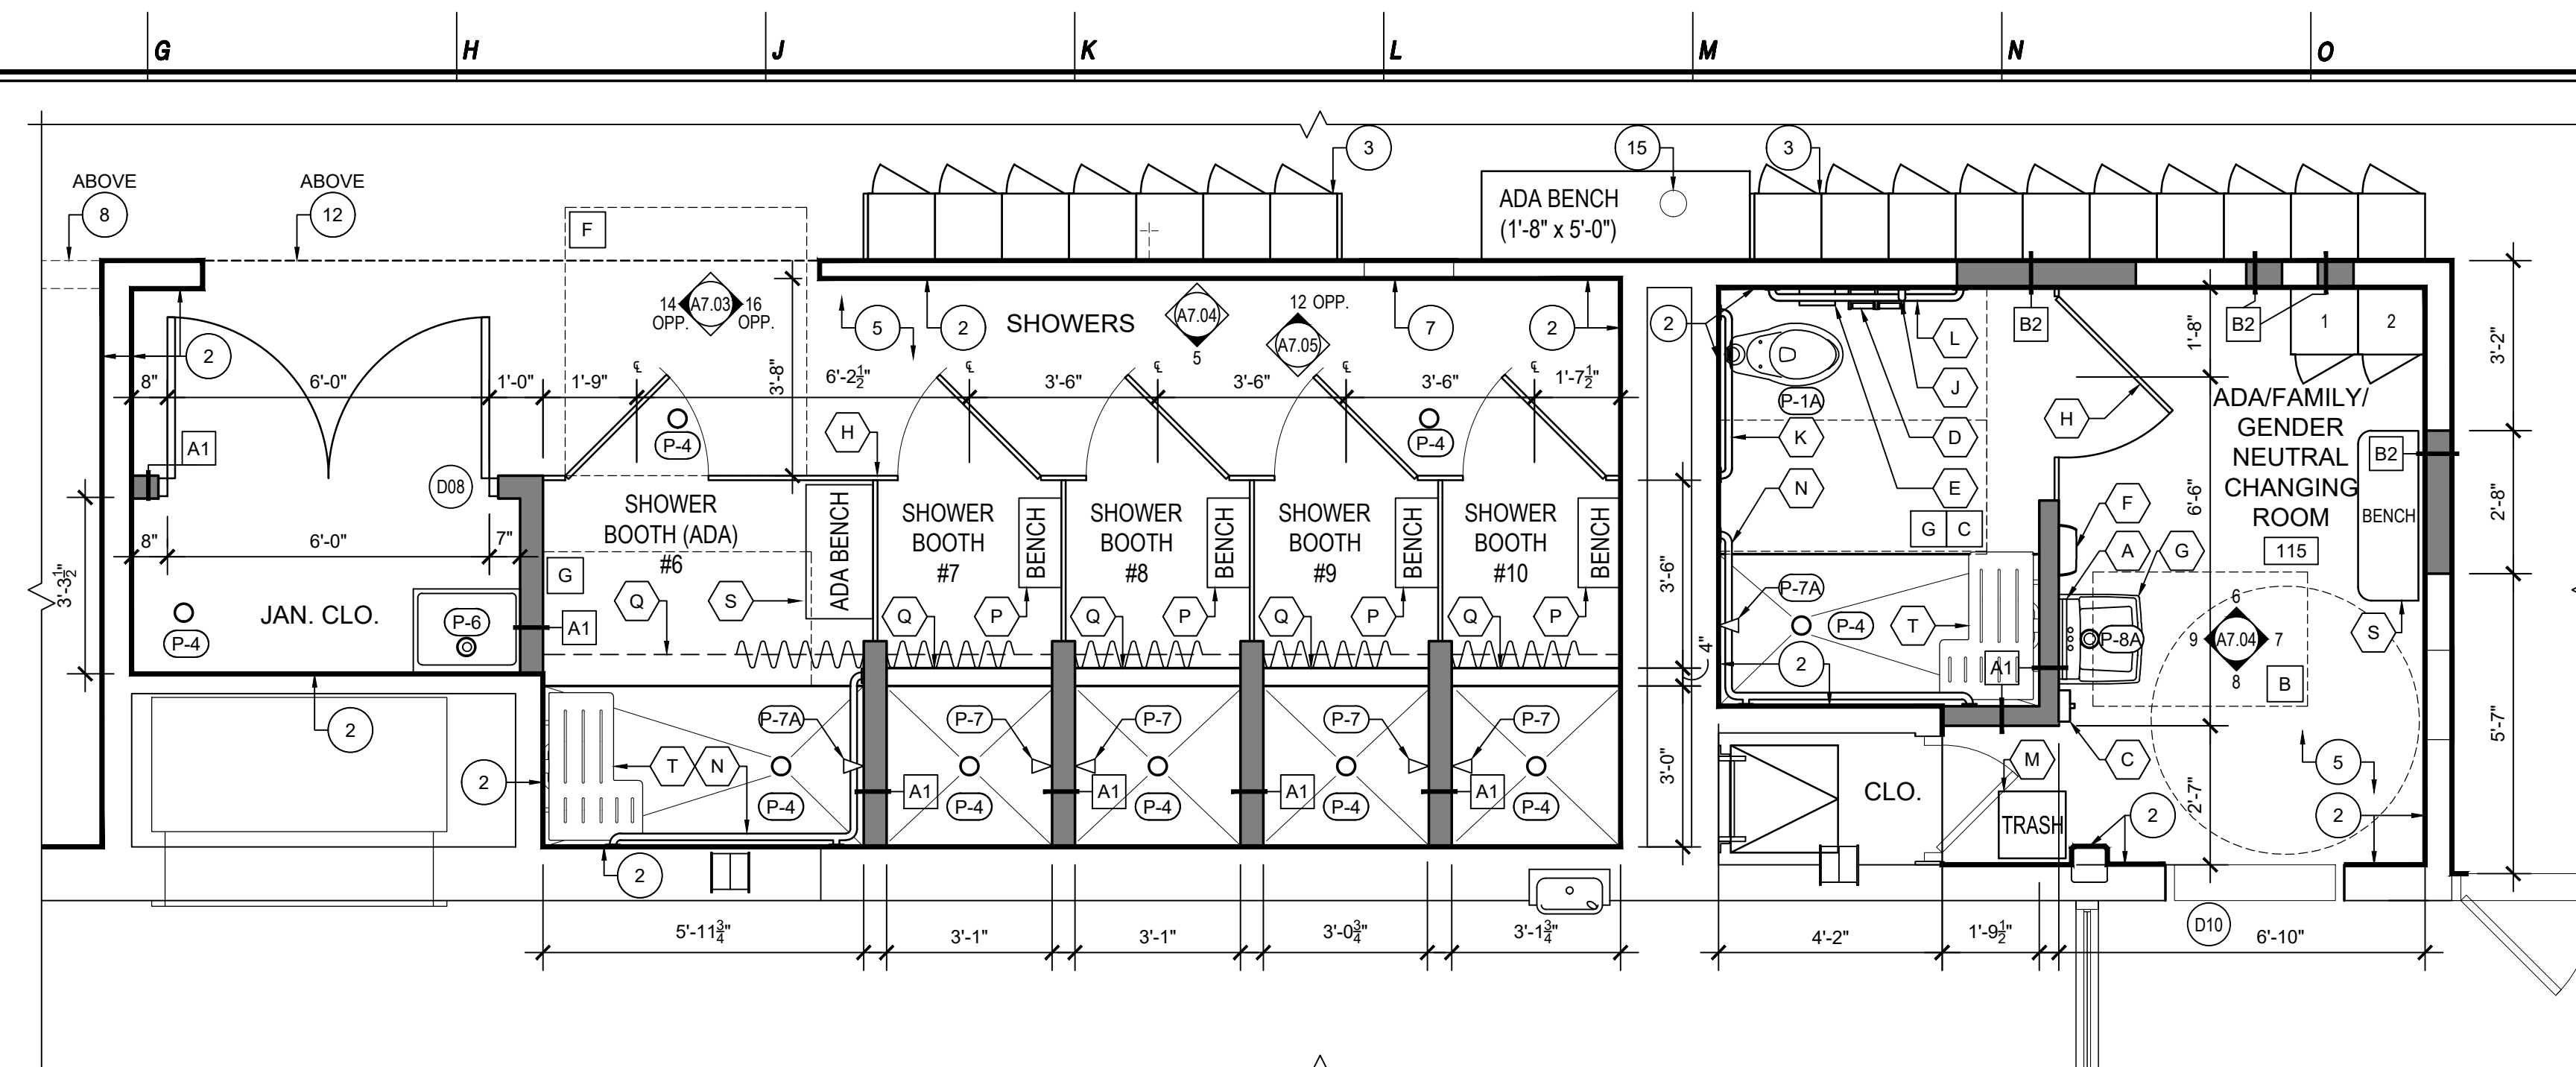 G H J K L M N O
ABOVE
8
ABOVE
12
F
3
ADA BENCH
(1'-8" x 5'-0")
15
3
14
OPP.
A7.03
16
OPP.
5
2
SHOWERS
A7.04
5
12 OPP.
A7.05
7
2
2
2
8"
6'-0"
1'-0"
1'-9"
℄
3'-8"
6'-2½"
℄
3'-6"
℄
3'-6"
℄
3'-6"
℄
1'-7½"
A1
D08
P-4
H
P-4
8"
6'-0"
7"
3'-3½"
JAN. CLO.
P-4
P-6
A1
G
SHOWER
BOOTH (ADA)
#6
Q
S
ADA BENCH
SHOWER
BOOTH
#7
BENCH
Q
P
SHOWER
BOOTH
#8
BENCH
Q
P
SHOWER
BOOTH
#9
BENCH
Q
P
SHOWER
BOOTH
#10
BENCH
Q
P
2
2
2
T
N
P-7A
P-4
A1
P-7
P-4
P-7
A1
P-4
P-7
A1
P-4
P-7
A1
P-4
3'-6"
4"
3'-0"
5'-11¾"
3'-1"
3'-1"
3'-0¾"
3'-1¾"
P-1A
L
J
K
D
N
E
G
C
P-7A
P-4
T
2
A1
B2
H
1'-8"
B2
1
2
ADA/FAMILY/
GENDER
NEUTRAL
CHANGING
ROOM
115
B2
BENCH
6'-6"
F
A
G
P-8A
6
9
A7.04
7
8
B
S
C
M
CLO.
TRASH
2'-7"
2
5
2
3'-2"
2'-8"
5'-7"
D10
4'-2"
1'-9½"
6'-10"